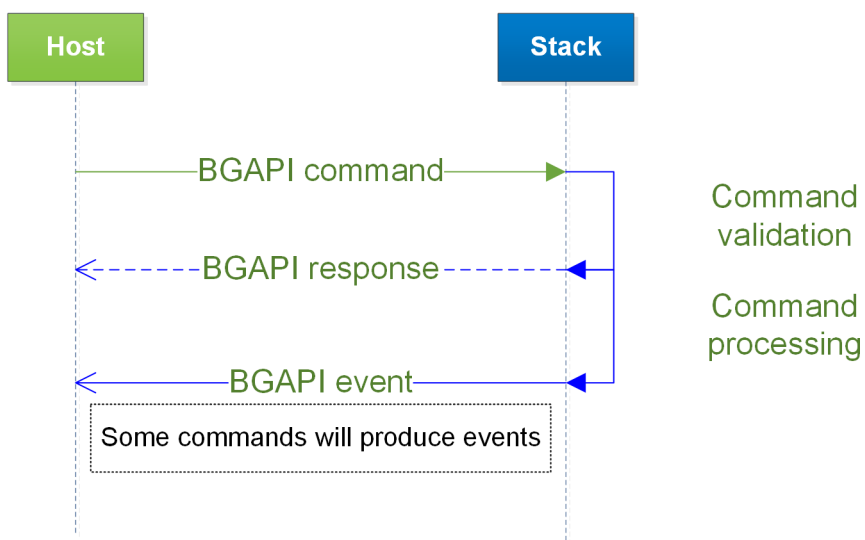 Host
Stack
BGAPI command
Command
validation
BGAPI response
Command
processing
BGAPI event
Some commands will produce events